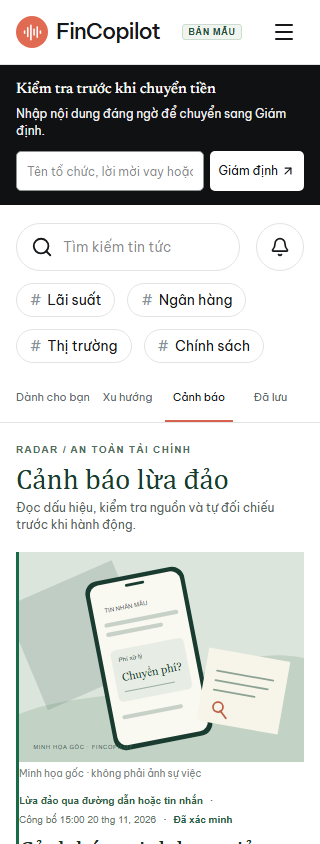 FinCopilot
BẢN MẪU
Kiểm tra trước khi chuyển tiền
Nhập nội dung đáng ngờ để chuyển sang Giám
định.
Tên tổ chức, lời mời vay hoặc
Giám định
Tìm kiếm tin tức
# Lãi suất
# Ngân hàng
# Thị trường
# Chính sách
Dành cho bạn
Xu hướng
Cảnh báo
Đã lưu
RADAR / AN TOÀN TÀI CHÍNH
Cảnh báo lừa đảo
Đọc dấu hiệu, kiểm tra nguồn và tự đối chiếu
trước khi hành động.
TIN NHẮN MẪU
Phí xử lý
Chuyển phí?
MINH HỌA GỐC · FINCOP
Minh họa gốc · không phải ảnh sự việc
Lừa đảo qua đường dẫn hoặc tin nhắn ·
Công bố 15:00 20 thg 11, 2026 · Đã xác minh